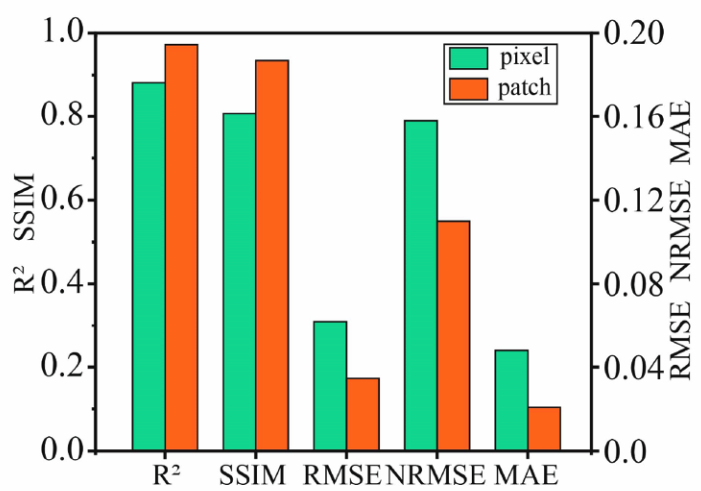 1.0
0.8
0.6
0.4
0.2
0.0
R² SSIM
pixel
patch
0.20
0.16
0.12
0.08
0.04
0.0
RMSE NRMSE MAE
R² SSIM RMSE NRMSE MAE